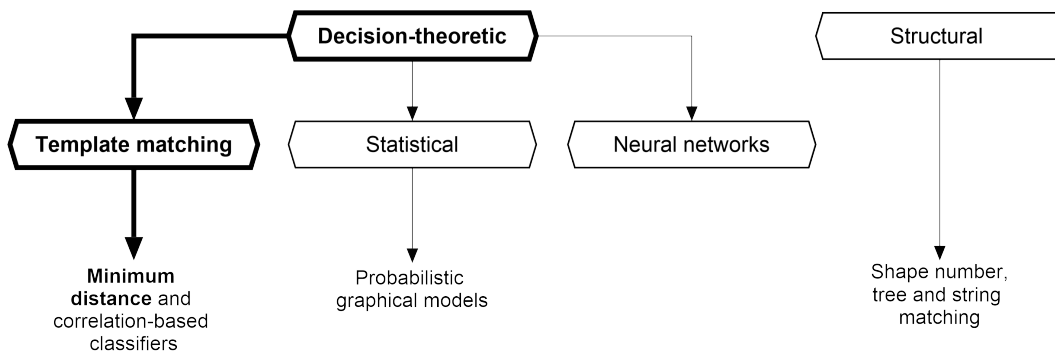 Decision-theoretic
Structural
Template matching
Statistical
Neural networks
Minimum
distance and
correlation-based
classifiers
Probabilistic
graphical models
Shape number,
tree and string
matching